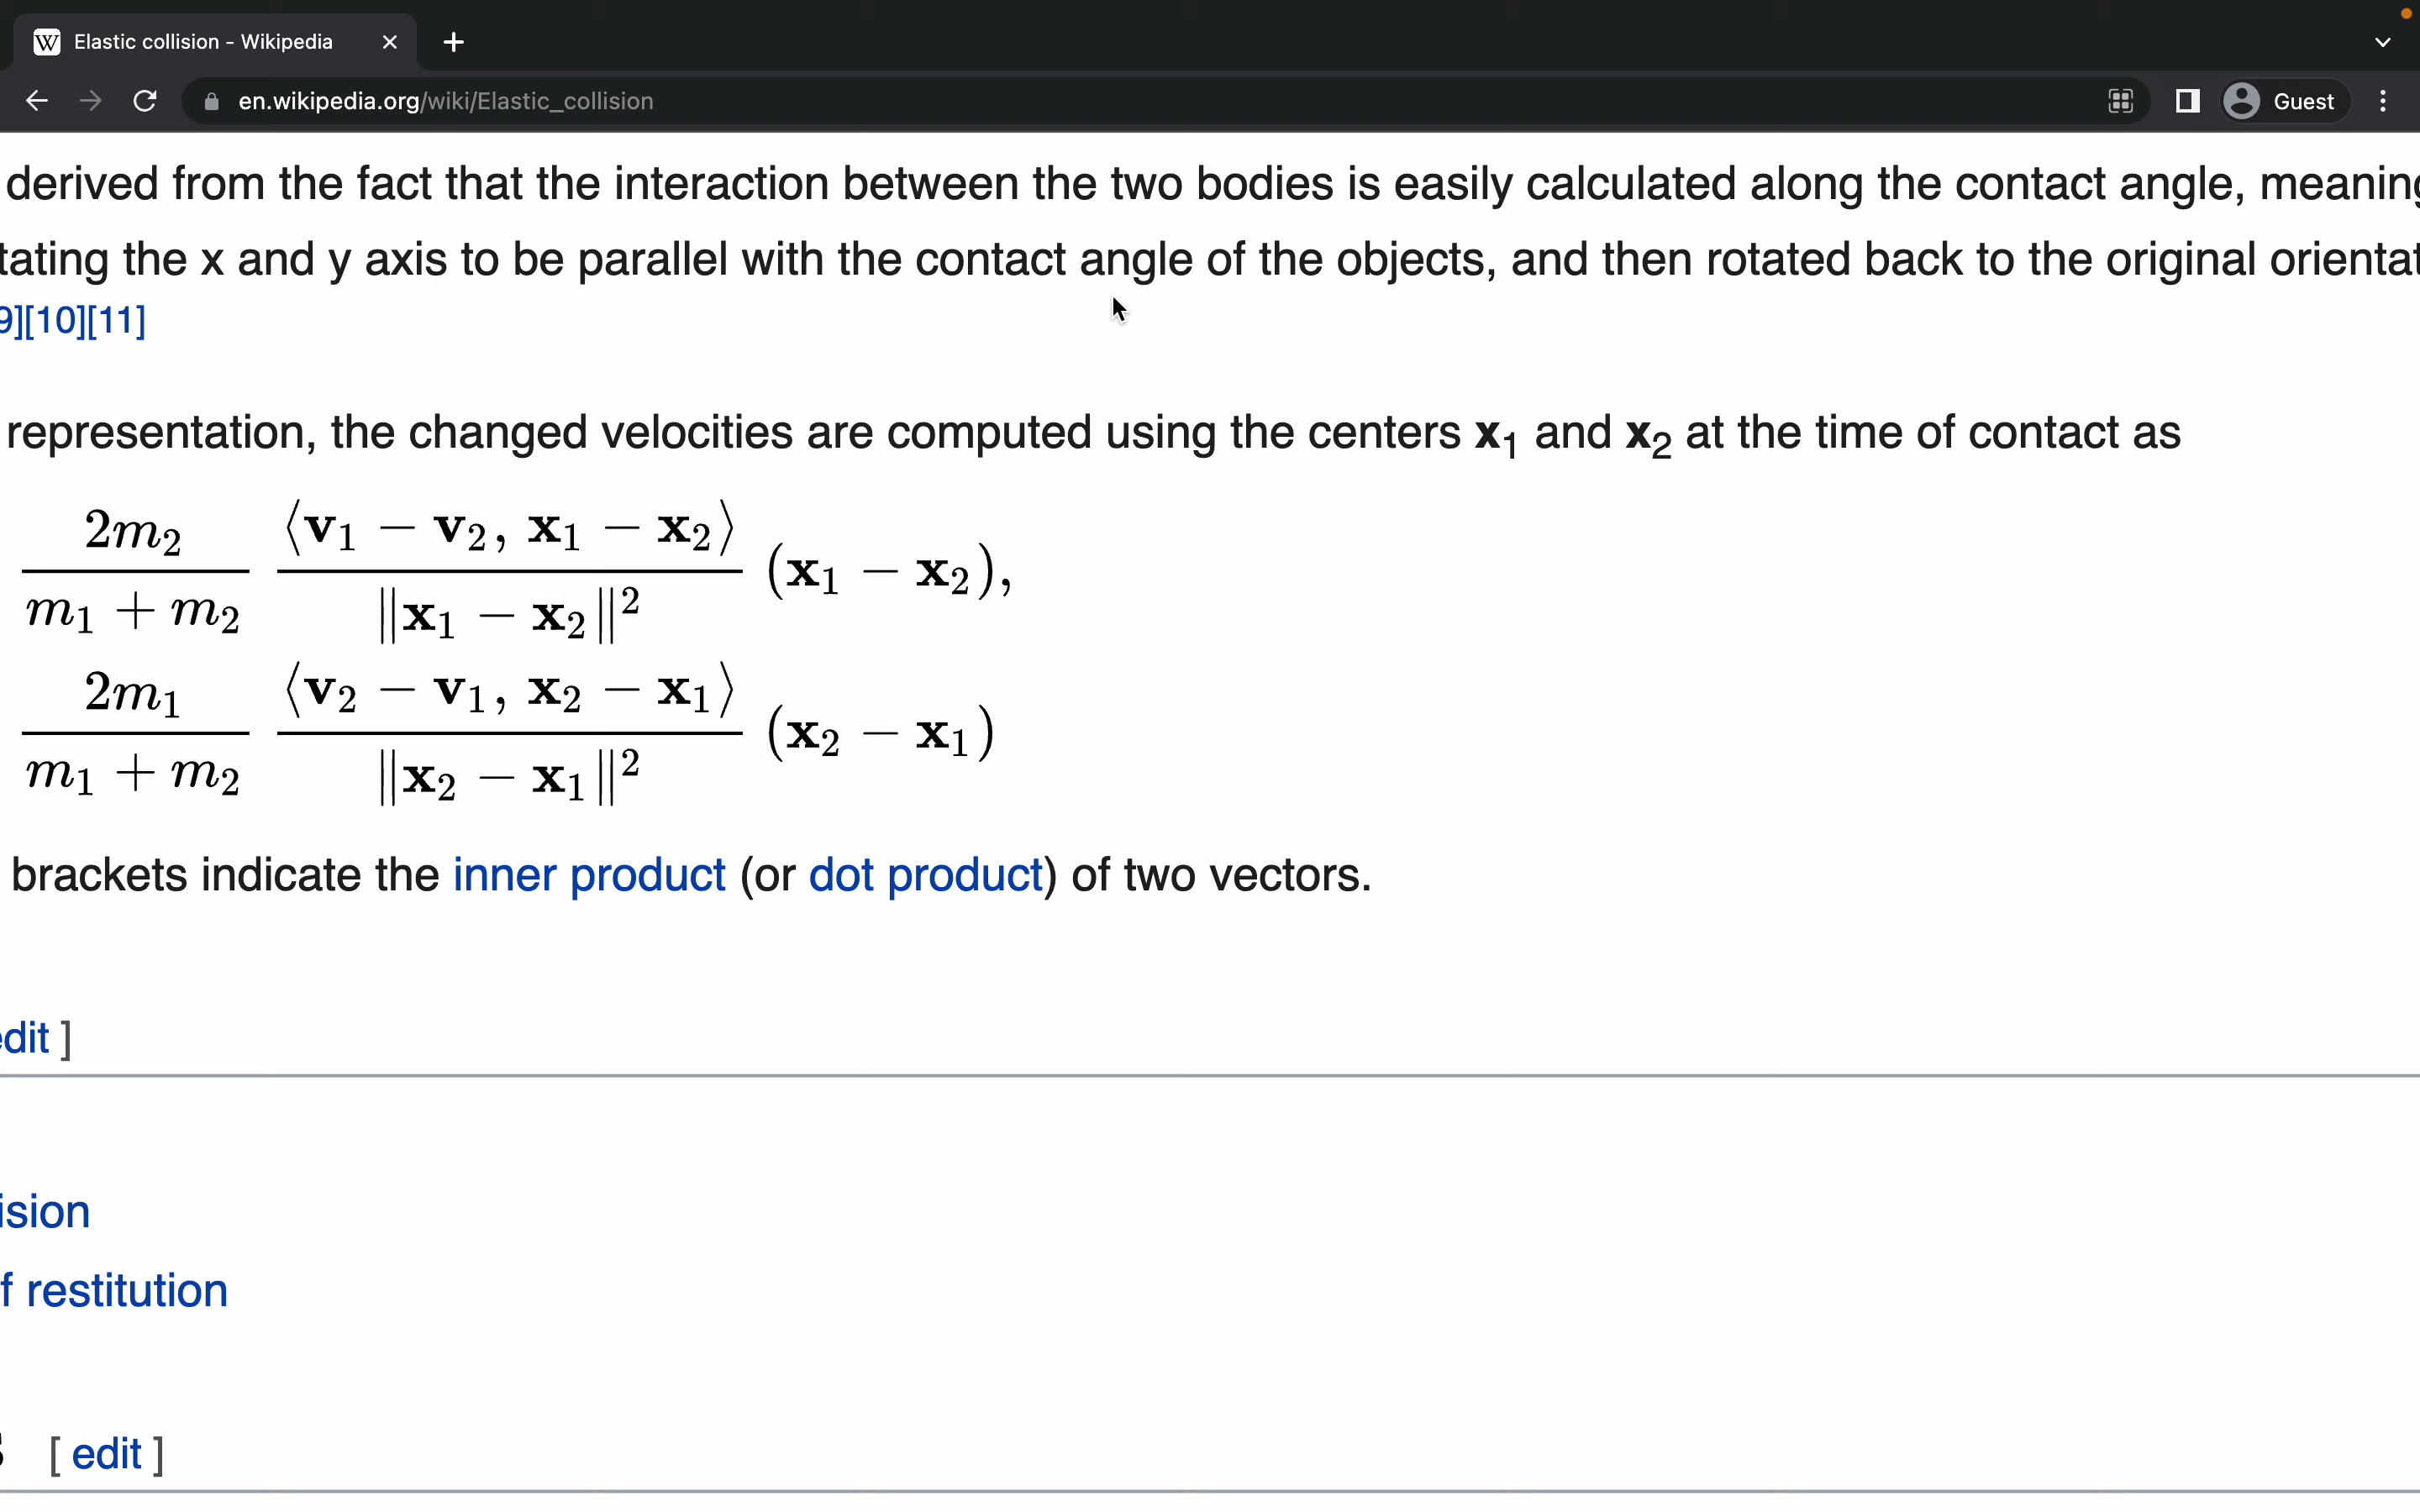 Elastic collision - Wikipedia
en.wikipedia.org/wiki/Elastic_collision
Guest
derived from the fact that the interaction between the two bodies is easily calculated along the contact angle, meaning
tating the x and y axis to be parallel with the contact angle of the objects, and then rotated back to the original orientat
9][10][11]
representation, the changed velocities are computed using the centers x₁ and x₂ at the time of contact as
2m₂ ⟨v₁ − v₂, x₁ − x₂⟩
(x₁ − x₂),
m₁ + m₂ ‖x₁ − x₂‖²
2m₁ ⟨v₂ − v₁, x₂ − x₁⟩
(x₂ − x₁)
m₁ + m₂ ‖x₂ − x₁‖²
brackets indicate the inner product (or dot product) of two vectors.
edit ]
ision
f restitution
[ edit ]